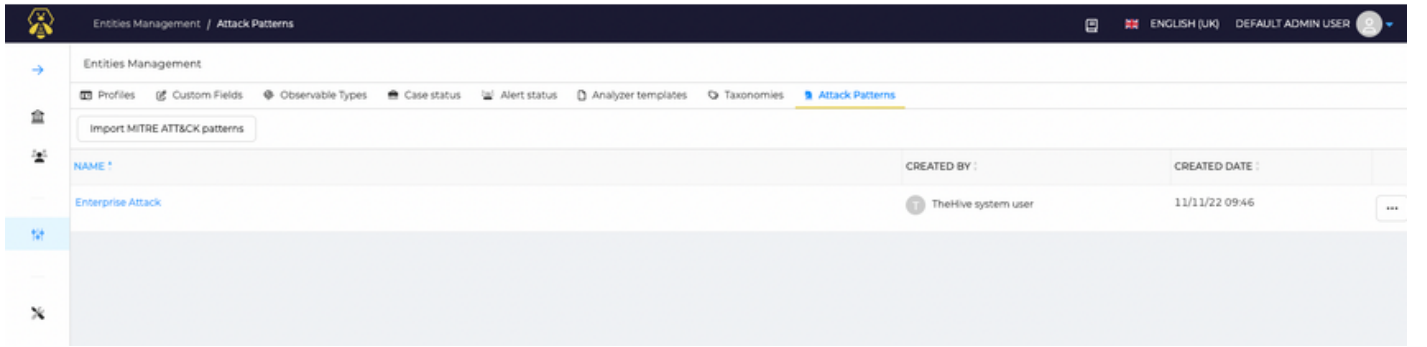 Entities Management / Attack Patterns ENGLISH (UK) DEFAULT ADMIN USER
Entities Management
Profiles Custom Fields Observable Types Case status Alert status Analyzer templates Taxonomies Attack Patterns
Import MITRE ATT&CK patterns
NAME CREATED BY CREATED DATE
Enterprise Attack T TheHive system user 11/11/22 09:46 ...